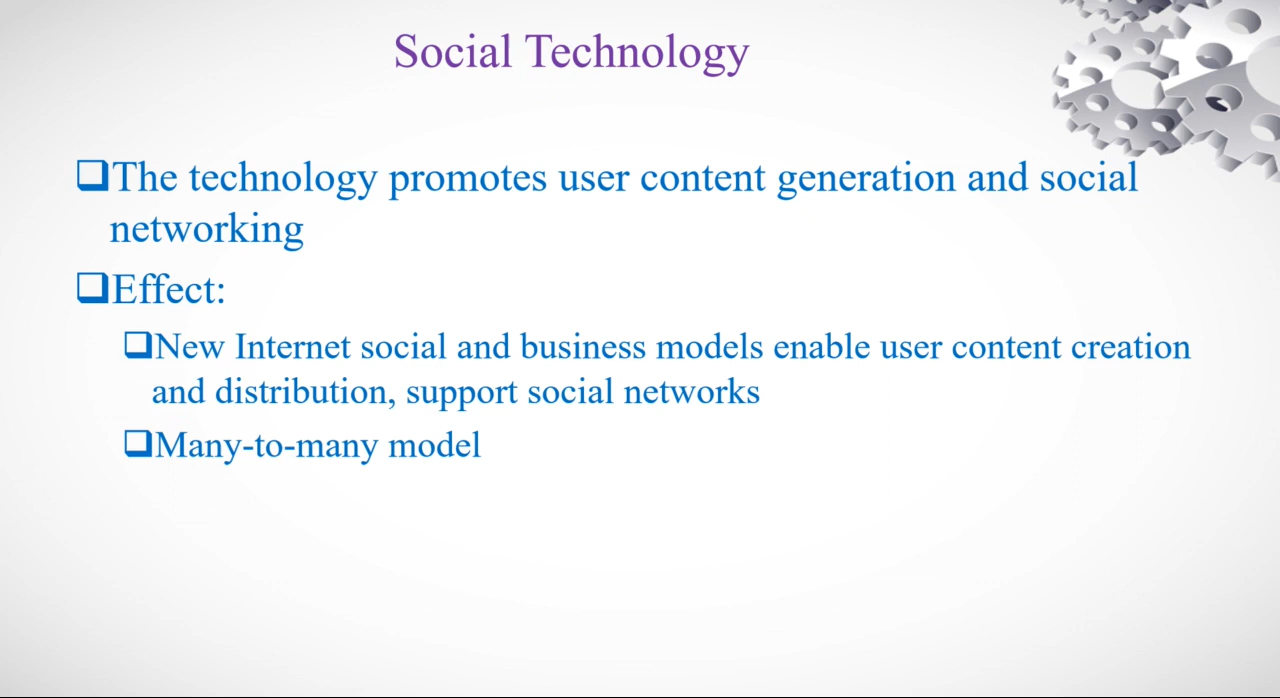 Social Technology
❑The technology promotes user content generation and social
networking
❑Effect:
❑New Internet social and business models enable user content creation
and distribution, support social networks
❑Many-to-many model